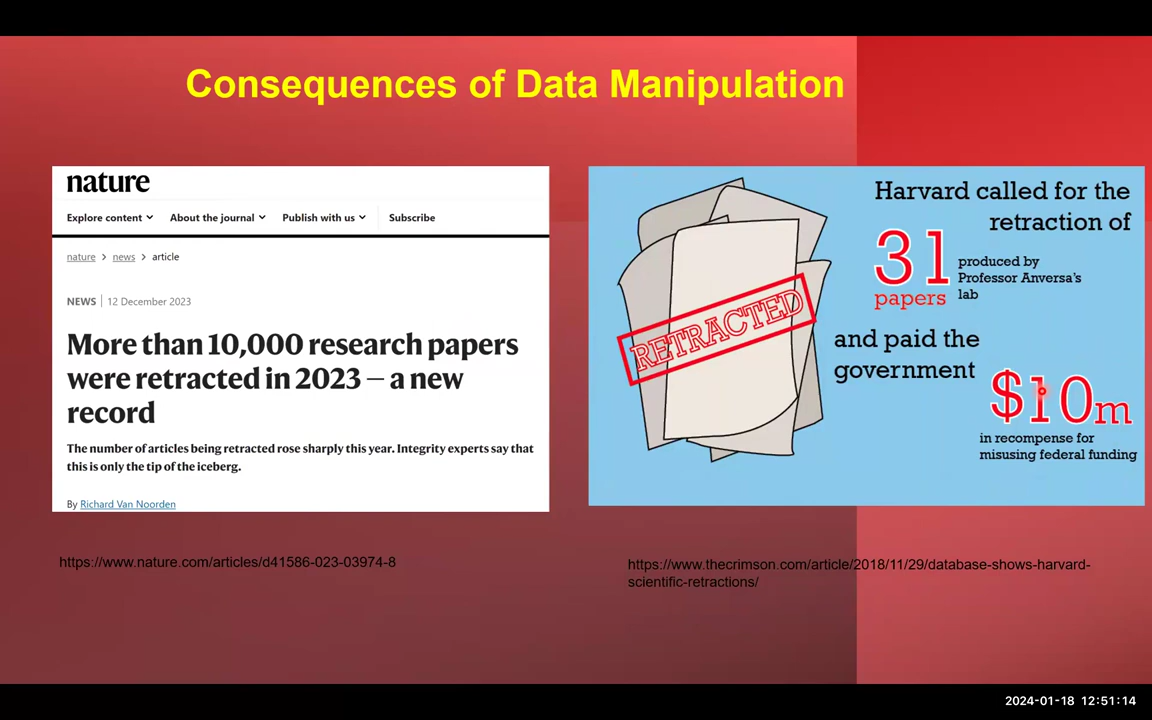 Consequences of Data Manipulation
nature
Explore content About the journal Publish with us Subscribe
nature > news > article
NEWS | 12 December 2023
More than 10,000 research papers
were retracted in 2023 — a new
record
The number of articles being retracted rose sharply this year. Integrity experts say that
this is only the tip of the iceberg.
By Richard Van Noorden
https://www.nature.com/articles/d41586-023-03974-8
RETRACTED
Harvard called for the
retraction of
31
papers
produced by
Professor Anversa's
lab
and paid the
government
$10m
in recompense for
misusing federal funding
https://www.thecrimson.com/article/2018/11/29/database-shows-harvard-
scientific-retractions/
2024-01-18 12:51:14